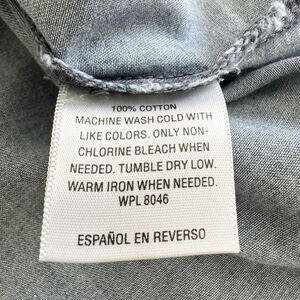 100% COTTON
MACHINE WASH COLD WITH
LIKE COLORS. ONLY NON-
CHLORINE BLEACH WHEN
NEEDED. TUMBLE DRY LOW.
WARM IRON WHEN NEEDED.
WPL 8046
ESPAÑOL EN REVERSO